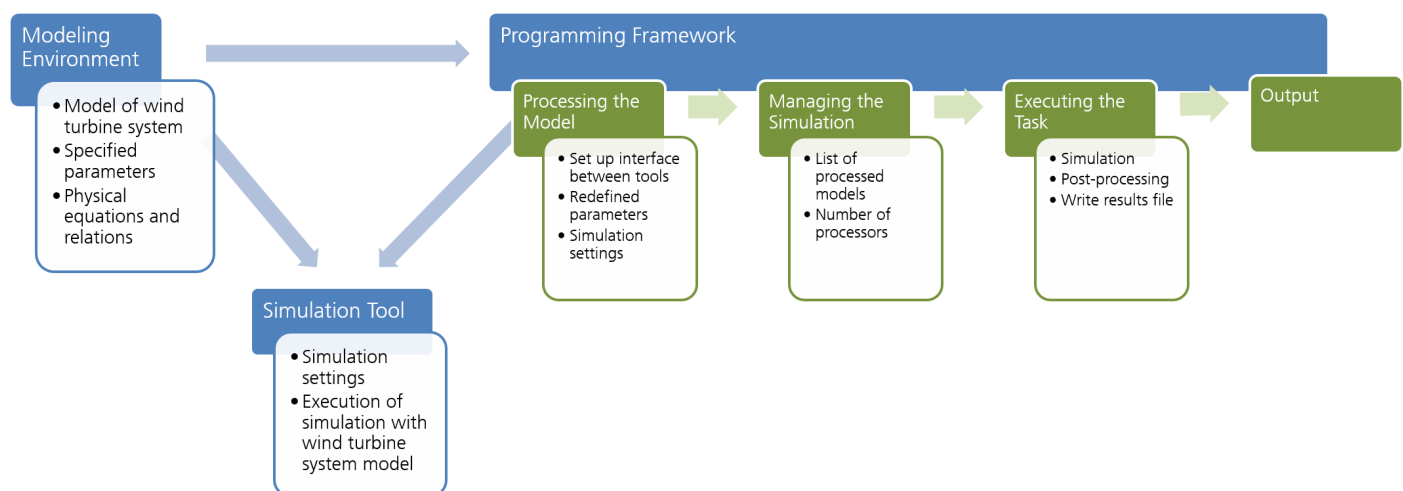 Modeling
Environment
• Model of wind
turbine system
• Specified
parameters
• Physical
equations and
relations
Programming Framework
Processing the
Model
• Set up interface
between tools
• Redefined
parameters
• Simulation
settings
Managing the
Simulation
• List of
processed
models
• Number of
processors
Executing the
Task
• Simulation
• Post-processing
• Write results file
Output
Simulation Tool
• Simulation
settings
• Execution of
simulation with
wind turbine
system model